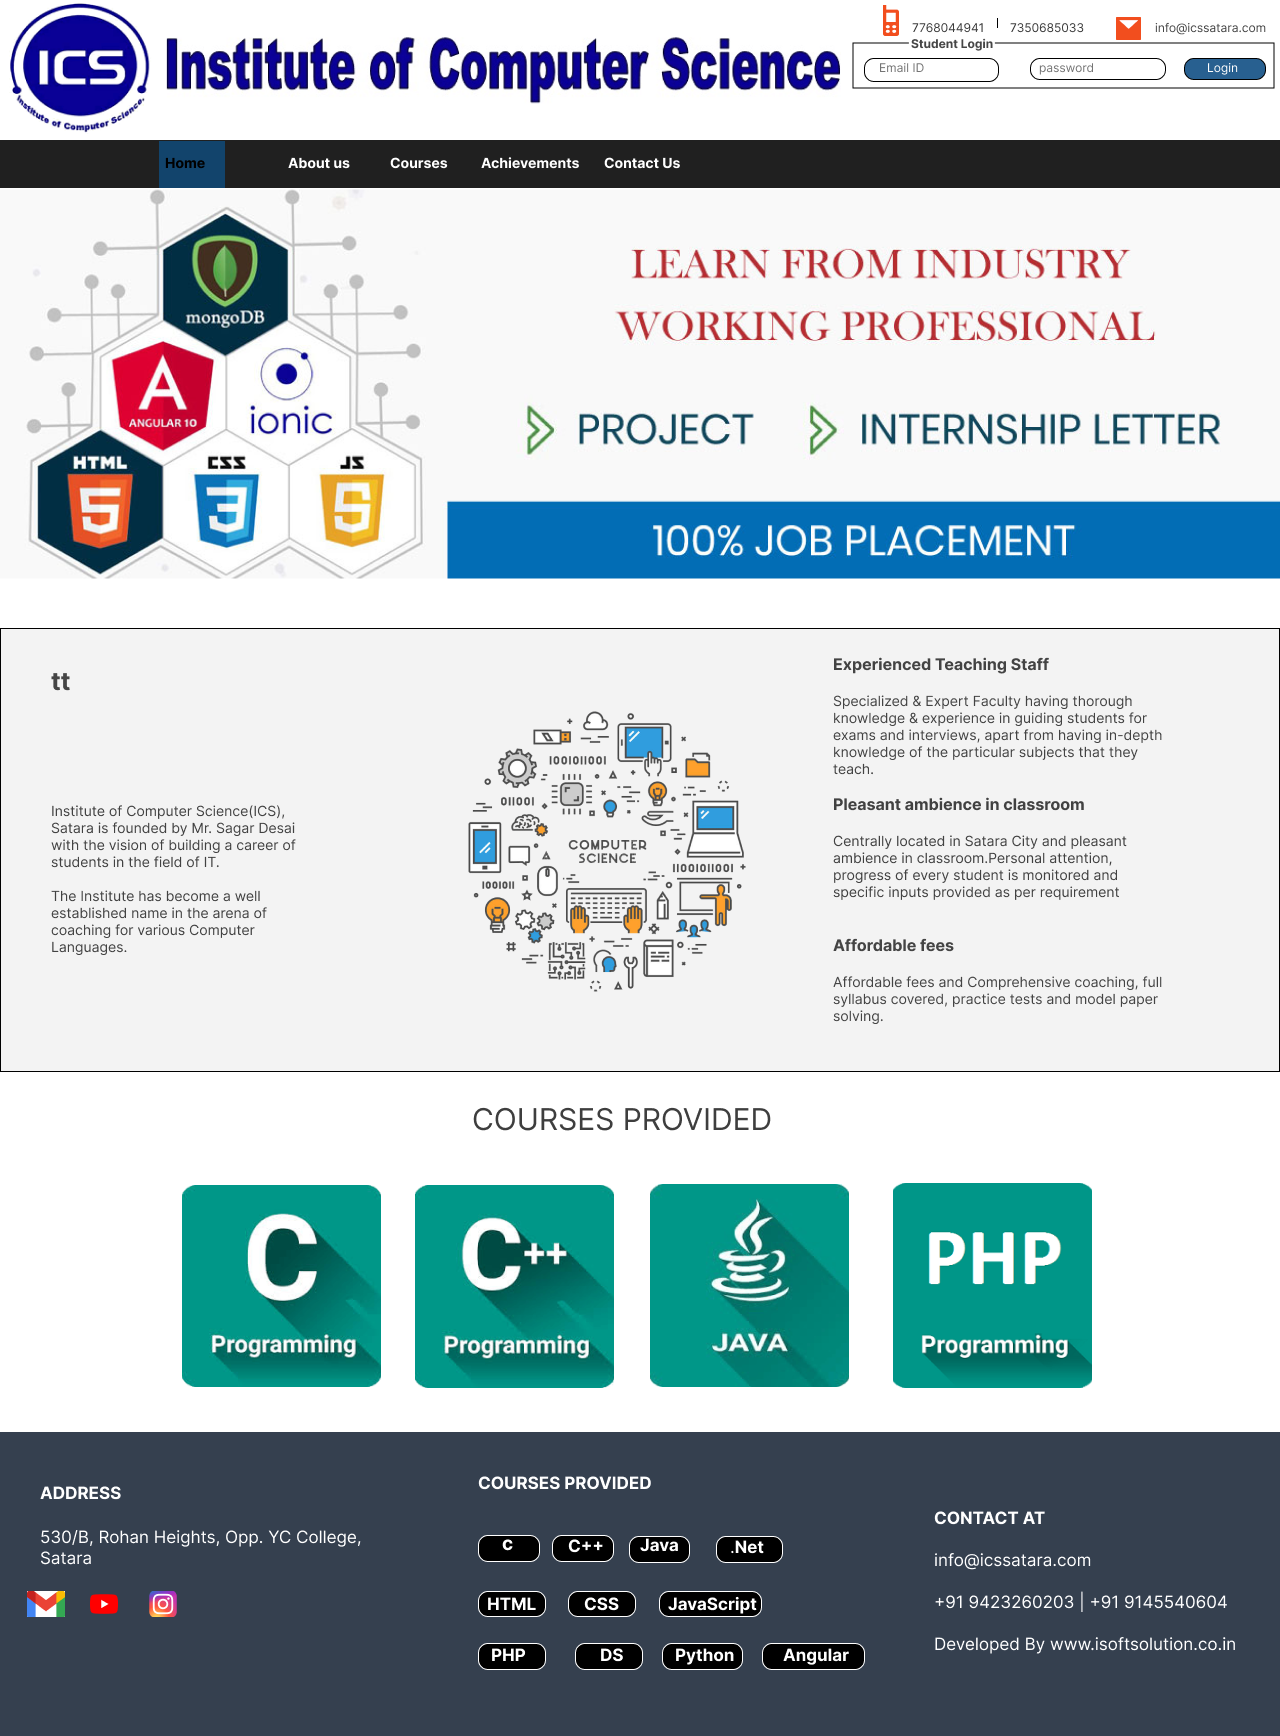 ICS
Institute of Computer Science.
Institute of Computer Science
7768044941 | 7350685033
info@icssatara.com
Student Login
Email ID
password
Login
Home
About us
Courses
Achievements
Contact Us
mongoDB
ANGULAR 10
ionic
HTML
5
CSS
3
JS
5
LEARN FROM INDUSTRY
WORKING PROFESSIONAL
PROJECT
INTERNSHIP LETTER
100% JOB PLACEMENT
tt
Institute of Computer Science(ICS),
Satara is founded by Mr. Sagar Desai
with the vision of building a career of
students in the field of IT.
The Institute has become a well
established name in the arena of
coaching for various Computer
Languages.
1001011001
011001
COMPUTER
SCIENCE
1001011001
100101
Experienced Teaching Staff
Specialized & Expert Faculty having thorough
knowledge & experience in guiding students for
exams and interviews, apart from having in-depth
knowledge of the particular subjects that they
teach.
Pleasant ambience in classroom
Centrally located in Satara City and pleasant
ambience in classroom.Personal attention,
progress of every student is monitored and
specific inputs provided as per requirement
Affordable fees
Affordable fees and Comprehensive coaching, full
syllabus covered, practice tests and model paper
solving.
COURSES PROVIDED
C
Programming
C++
Programming
JAVA
PHP
Programming
ADDRESS
530/B, Rohan Heights, Opp. YC College,
Satara
COURSES PROVIDED
c
C++
Java
.Net
HTML
CSS
JavaScript
PHP
DS
Python
Angular
CONTACT AT
info@icssatara.com
+91 9423260203 | +91 9145540604
Developed By www.isoftsolution.co.in